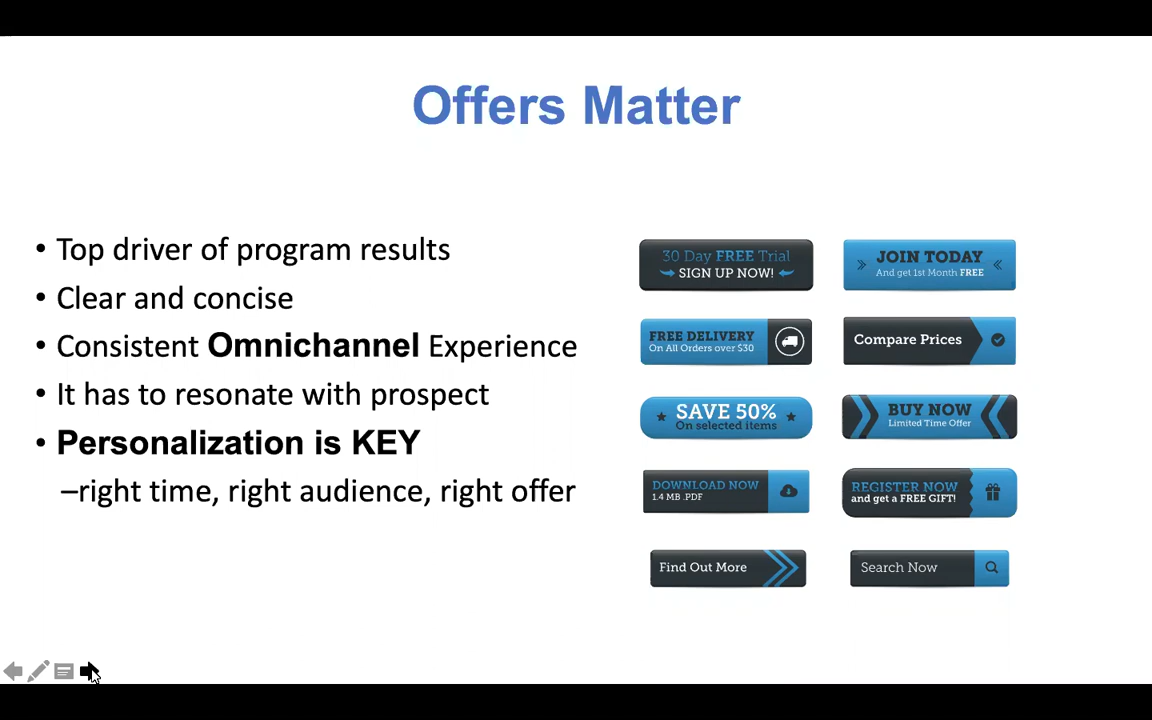 Offers Matter
• Top driver of program results
• Clear and concise
• Consistent Omnichannel Experience
• It has to resonate with prospect
• Personalization is KEY
–right time, right audience, right offer
30 Day FREE Trial
SIGN UP NOW!
JOIN TODAY
And get 1st Month FREE
FREE DELIVERY
On All Orders over $30
Compare Prices
SAVE 50%
On selected items
BUY NOW
Limited Time Offer
DOWNLOAD NOW
1.4 MB .PDF
REGISTER NOW
and get a FREE GIFT!
Find Out More
Search Now